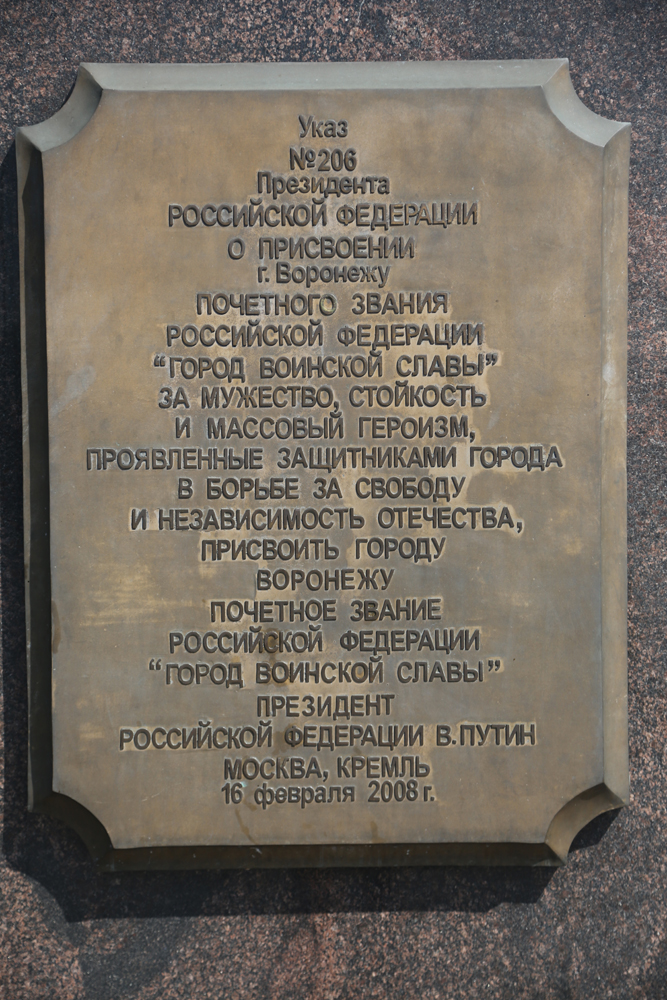 Указ
№206
Президента
РОССИЙСКОЙ ФЕДЕРАЦИИ
О ПРИСВОЕНИИ
г. Воронежу
ПОЧЕТНОГО ЗВАНИЯ
РОССИЙСКОЙ ФЕДЕРАЦИИ
“ГОРОД ВОИНСКОЙ СЛАВЫ”
ЗА МУЖЕСТВО, СТОЙКОСТЬ
И МАССОВЫЙ ГЕРОИЗМ,
ПРОЯВЛЕННЫЕ ЗАЩИТНИКАМИ ГОРОДА
В БОРЬБЕ ЗА СВОБОДУ
И НЕЗАВИСИМОСТЬ ОТЕЧЕСТВА,
ПРИСВОИТЬ ГОРОДУ
ВОРОНЕЖУ
ПОЧЕТНОЕ ЗВАНИЕ
РОССИЙСКОЙ ФЕДЕРАЦИИ
“ГОРОД ВОИНСКОЙ СЛАВЫ”
ПРЕЗИДЕНТ
РОССИЙСКОЙ ФЕДЕРАЦИИ В.ПУТИН
МОСКВА, КРЕМЛЬ
16 февраля 2008 г.